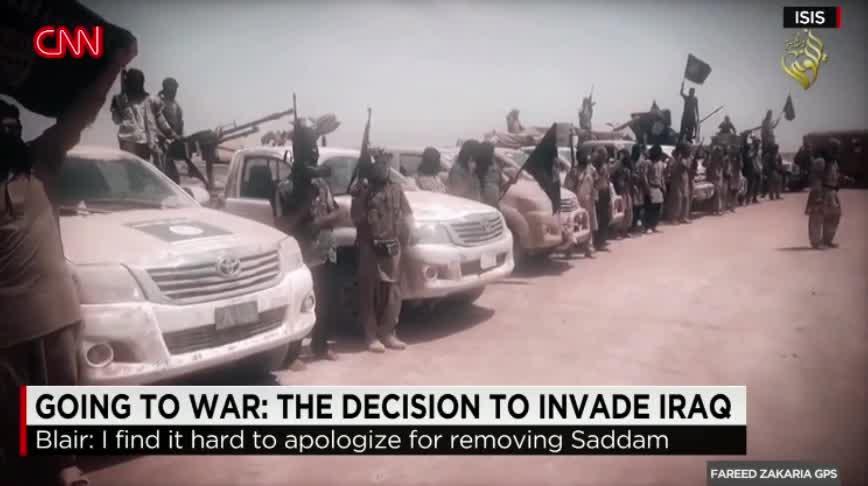 CNN
ISIS
GOING TO WAR: THE DECISION TO INVADE IRAQ
Blair: I find it hard to apologize for removing Saddam
FAREED ZAKARIA GPS